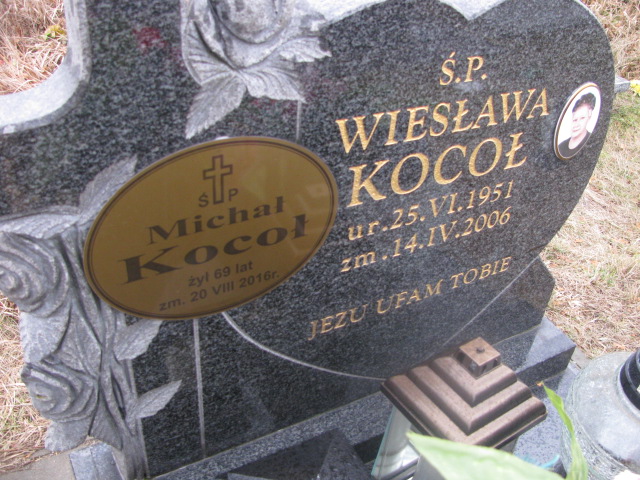 Ś P
Michał
Kocoł
żył 69 lat
zm. 20 VIII 2016r.
Ś.P.
WIESŁAWA
KOCOŁ
ur. 25.VI.1951
zm. 14.IV.2006
JEZU UFAM TOBIE